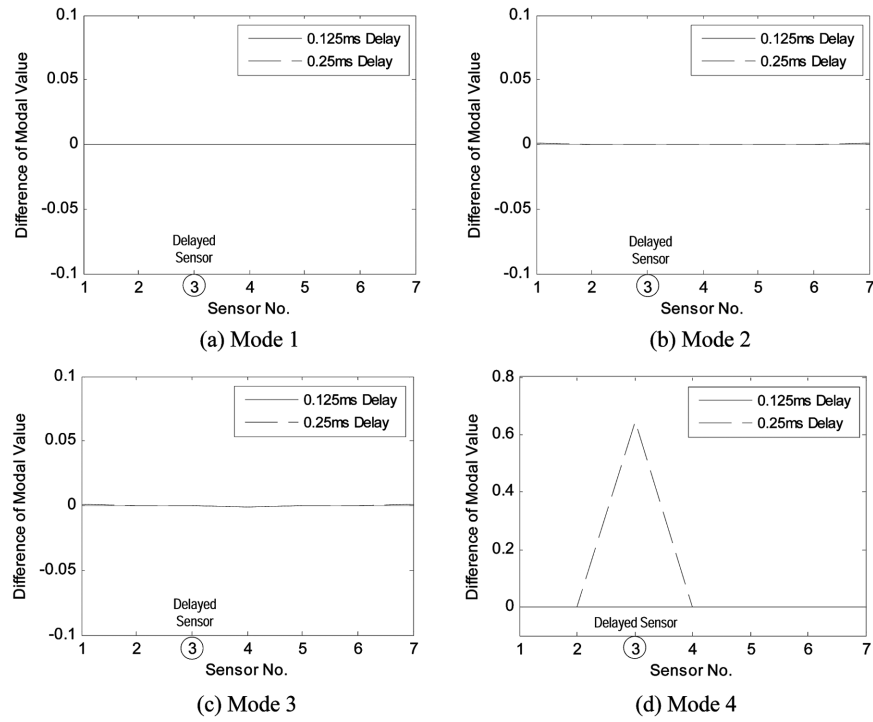 0.1
0.05
0
-0.05
-0.1
Difference of Modal Value
0.125ms Delay
0.25ms Delay
Delayed
Sensor
1 2 3 4 5 6 7
Sensor No.
(a) Mode 1
0.1
0.05
0
-0.05
-0.1
Difference of Modal Value
0.125ms Delay
0.25ms Delay
Delayed
Sensor
1 2 3 4 5 6 7
Sensor No.
(b) Mode 2
0.1
0.05
0
-0.05
-0.1
Difference of Modal Value
0.125ms Delay
0.25ms Delay
Delayed
Sensor
1 2 3 4 5 6 7
Sensor No.
(c) Mode 3
0.8
0.6
0.4
0.2
0
Difference of Modal Value
0.125ms Delay
0.25ms Delay
Delayed Sensor
1 2 3 4 5 6 7
Sensor No.
(d) Mode 4